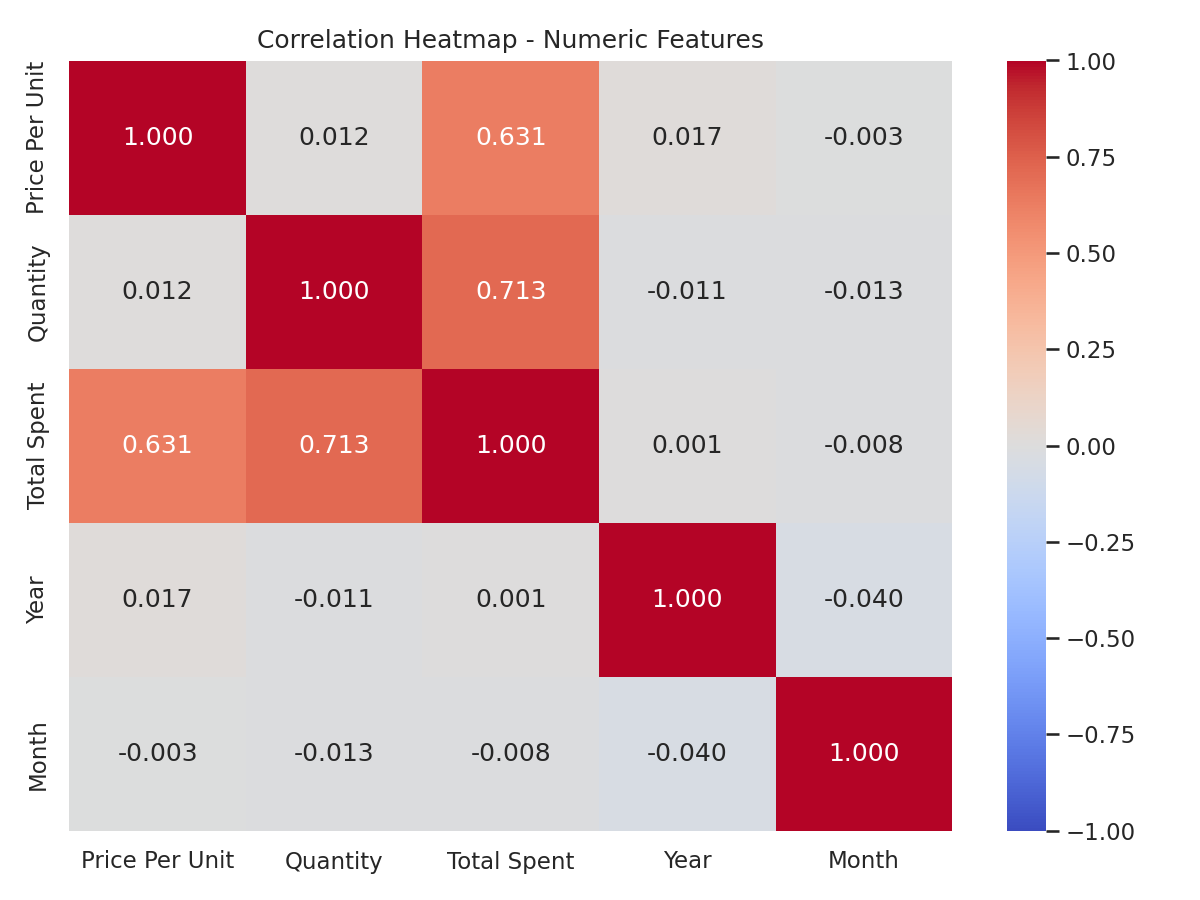 Correlation Heatmap - Numeric Features
Price Per Unit 1.000 0.012 0.631 0.017 -0.003
Quantity 0.012 1.000 0.713 -0.011 -0.013
Total Spent 0.631 0.713 1.000 0.001 -0.008
Year 0.017 -0.011 0.001 1.000 -0.040
Month -0.003 -0.013 -0.008 -0.040 1.000
Price Per Unit Quantity Total Spent Year Month
1.00
0.75
0.50
0.25
0.00
−0.25
−0.50
−0.75
−1.00